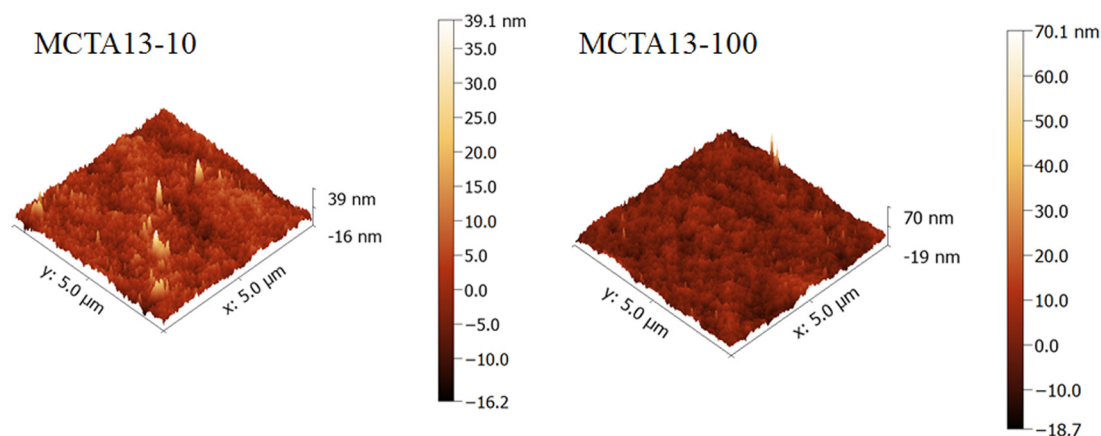 MCTA13-10
39.1 nm
35.0
30.0
25.0
20.0
15.0
10.0
5.0
0.0
−5.0
−10.0
−16.2
39 nm
-16 nm
y: 5.0 µm
x: 5.0 µm
MCTA13-100
70.1 nm
60.0
50.0
40.0
30.0
20.0
10.0
0.0
−10.0
−18.7
70 nm
-19 nm
y: 5.0 µm
x: 5.0 µm